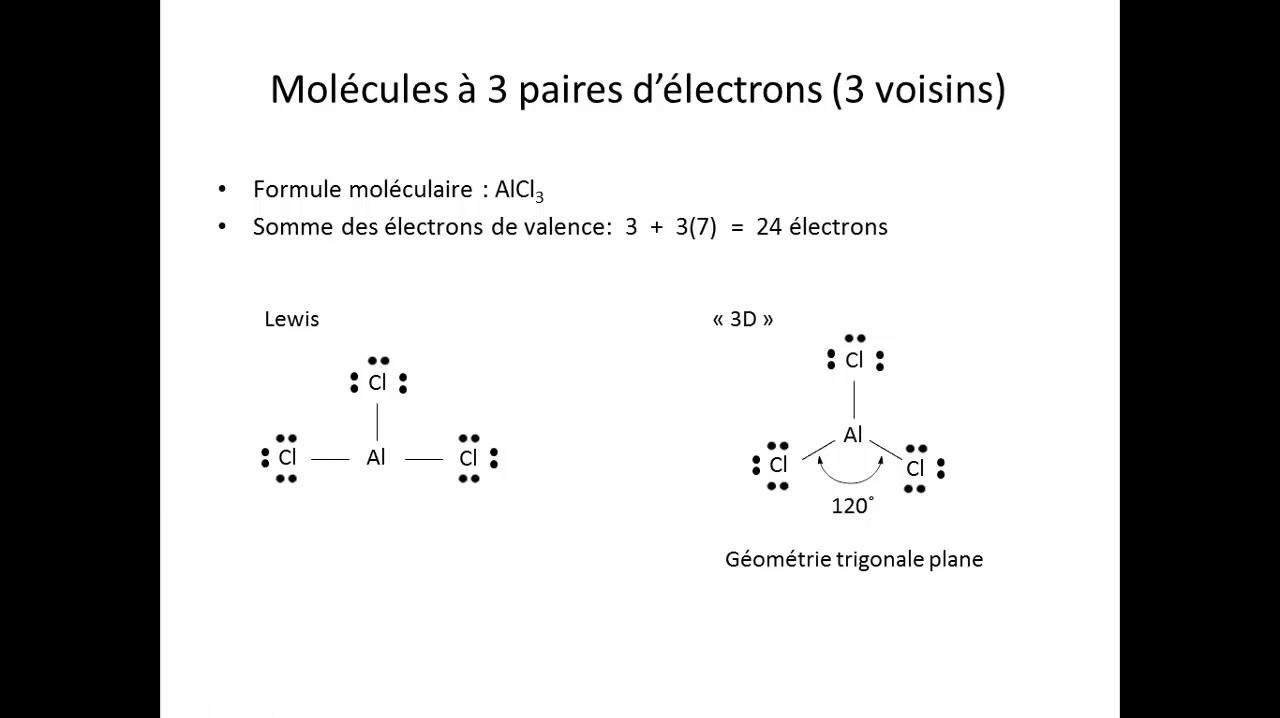 Molécules à 3 paires d’électrons (3 voisins)
• Formule moléculaire : AlCl₃
• Somme des électrons de valence: 3 + 3(7) = 24 électrons
Lewis
Cl
Cl Al Cl
« 3D »
Cl
Al
Cl Cl
120°
Géométrie trigonale plane